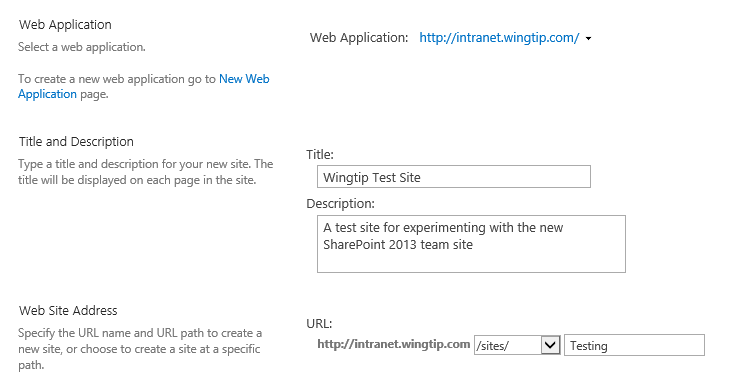 Web Application
Select a web application.
Web Application: http://intranet.wingtip.com/
To create a new web application go to New Web
Application page.
Title and Description
Type a title and description for your new site. The
title will be displayed on each page in the site.
Title:
Wingtip Test Site
Description:
A test site for experimenting with the new
SharePoint 2013 team site
Web Site Address
Specify the URL name and URL path to create a
new site, or choose to create a site at a specific
path.
URL:
http://intranet.wingtip.com /sites/ Testing